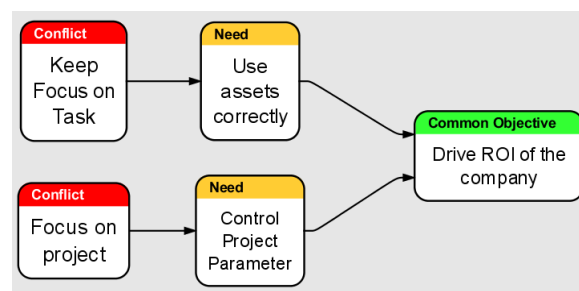 Conflict
Keep
Focus on
Task
Need
Use
assets
correctly
Common Objective
Drive ROI of the
company
Conflict
Focus on
project
Need
Control
Project
Parameter